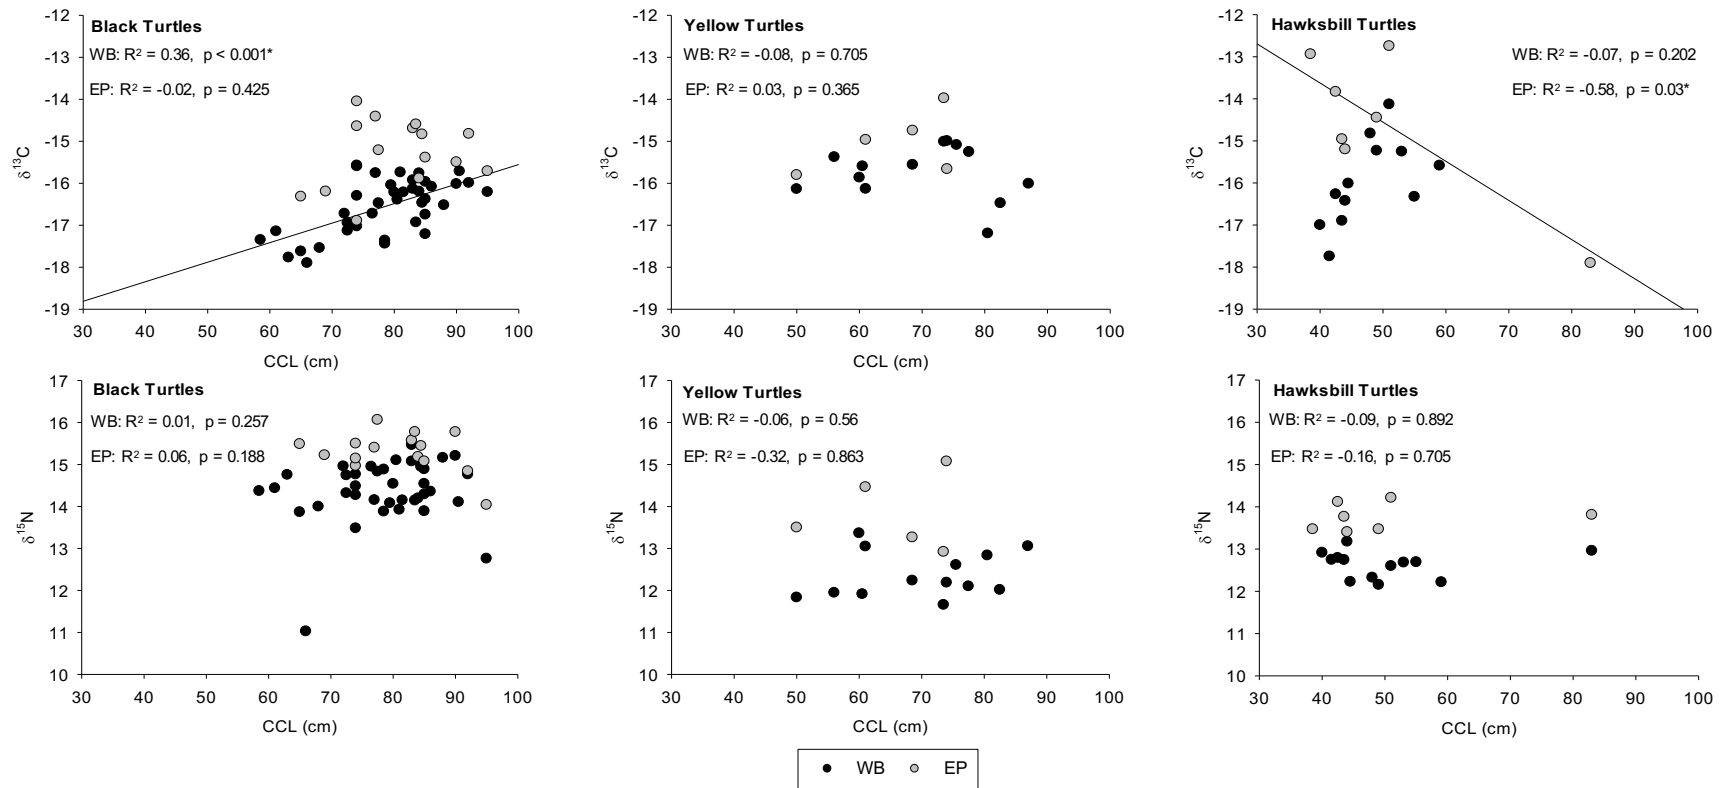 Black Turtles
WB: R² = 0.36, p < 0.001*
EP: R² = -0.02, p = 0.425
-12
-13
-14
-15
-16
-17
-18
-19
δ¹³C
30 40 50 60 70 80 90 100
CCL (cm)
Yellow Turtles
WB: R² = -0.08, p = 0.705
EP: R² = 0.03, p = 0.365
-12
-13
-14
-15
-16
-17
-18
-19
δ¹³C
30 40 50 60 70 80 90 100
CCL (cm)
Hawksbill Turtles
WB: R² = -0.07, p = 0.202
EP: R² = -0.58, p = 0.03*
-12
-13
-14
-15
-16
-17
-18
-19
δ¹³C
30 40 50 60 70 80 90 100
CCL (cm)
Black Turtles
WB: R² = 0.01, p = 0.257
EP: R² = 0.06, p = 0.188
17
16
15
14
13
12
11
10
δ¹⁵N
30 40 50 60 70 80 90 100
CCL (cm)
Yellow Turtles
WB: R² = -0.06, p = 0.56
EP: R² = -0.32, p = 0.863
17
16
15
14
13
12
11
10
δ¹⁵N
30 40 50 60 70 80 90 100
CCL (cm)
Hawksbill Turtles
WB: R² = -0.09, p = 0.892
EP: R² = -0.16, p = 0.705
17
16
15
14
13
12
11
10
δ¹⁵N
30 40 50 60 70 80 90 100
CCL (cm)
WB EP